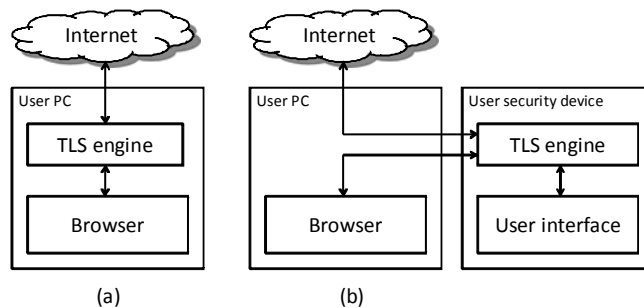 Internet
Internet
User PC
User PC
User security device
TLS engine
TLS engine
Browser
Browser
User interface
(a)
(b)